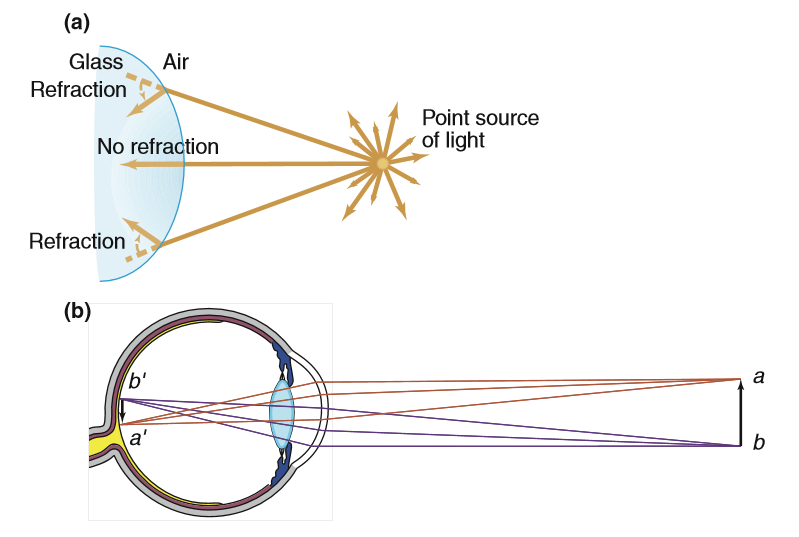 (a)
Glass
Air
Refraction
Point source
of light
No refraction
Refraction
(b)
a
b'
a'
b